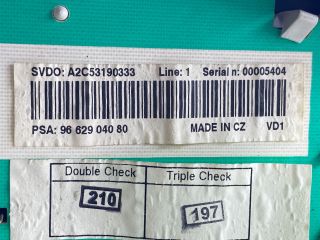 SVDO: A2C53190333 Line: 1 Serial n: 00005404
PSA: 96 629 040 80 MADE IN CZ VD1
Double Check Triple Check
210 197